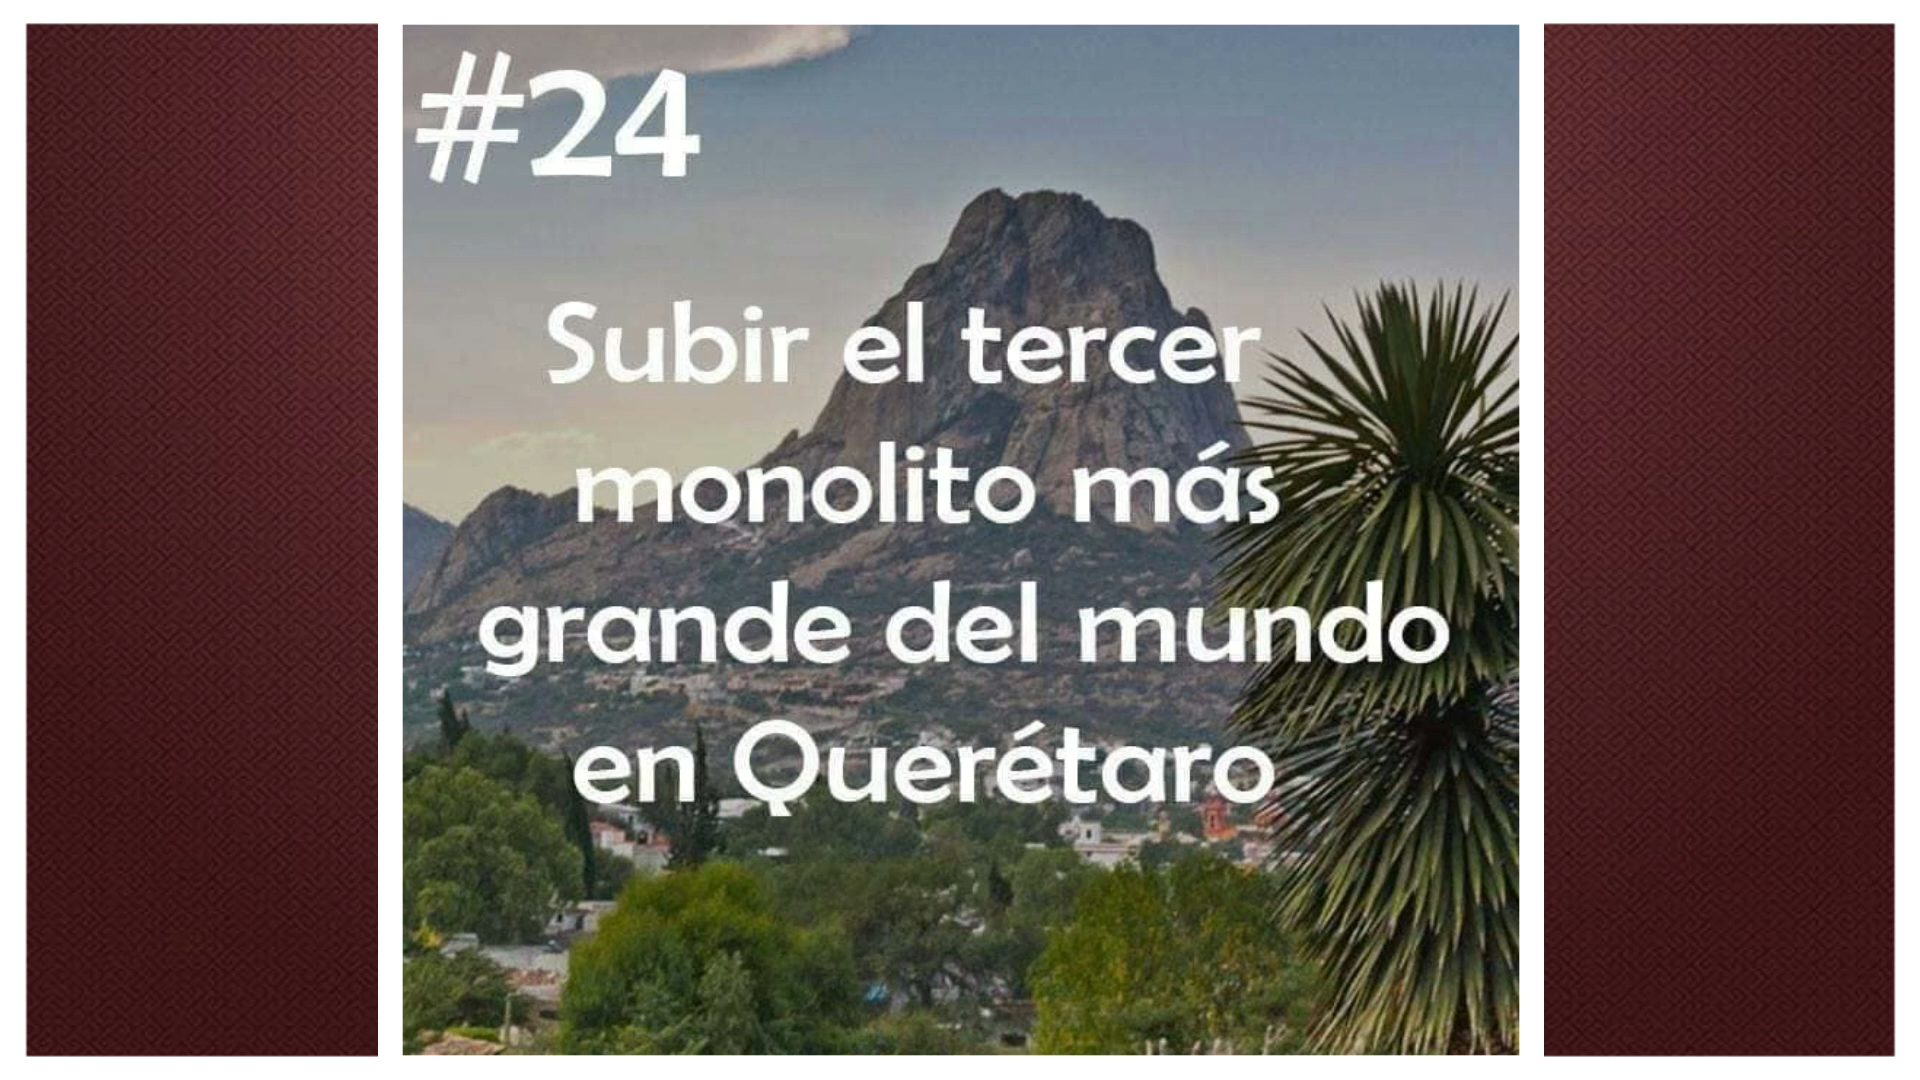 #24
Subir el tercer
monolito más
grande del mundo
en Querétaro